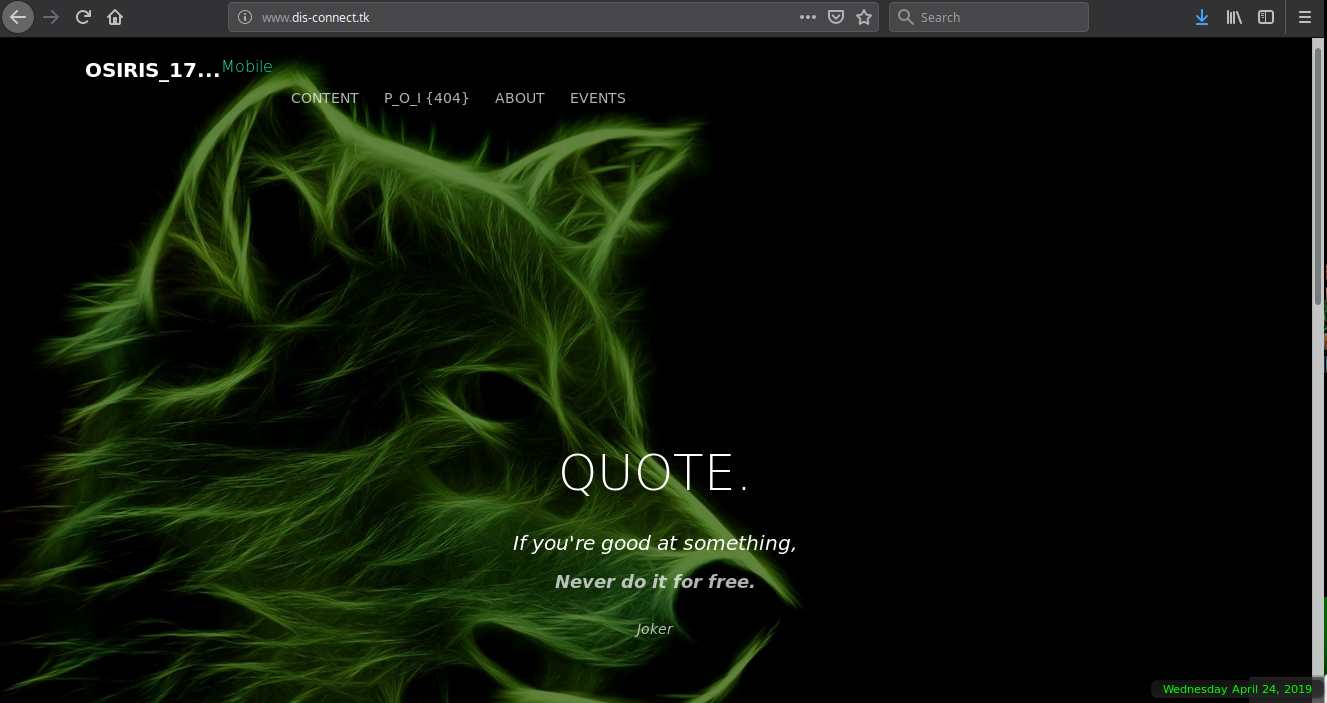 www.dis-connect.tk
Search
OSIRIS_17...Mobile
CONTENT P_O_I {404} ABOUT EVENTS
QUOTE.
If you're good at something,
Never do it for free.
Joker
Wednesday April 24, 2019